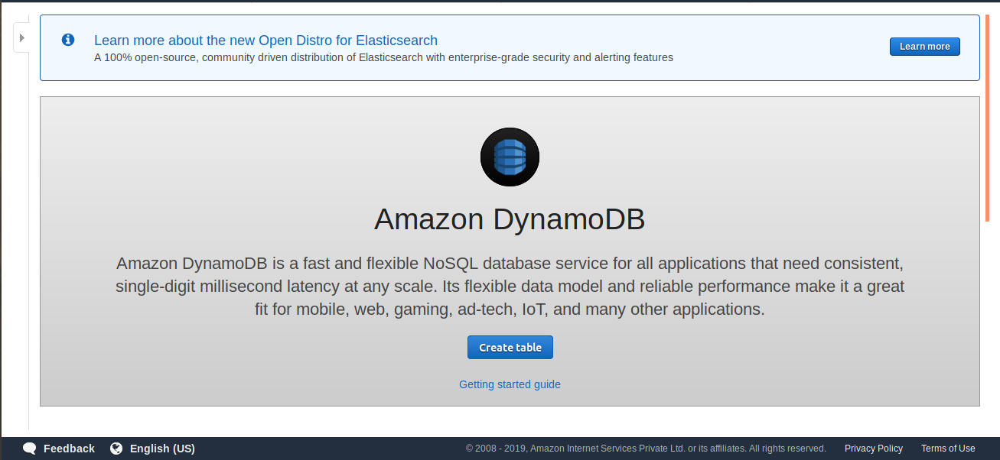 Learn more about the new Open Distro for Elasticsearch
A 100% open-source, community driven distribution of Elasticsearch with enterprise-grade security and alerting features
Learn more
Amazon DynamoDB
Amazon DynamoDB is a fast and flexible NoSQL database service for all applications that need consistent,
single-digit millisecond latency at any scale. Its flexible data model and reliable performance make it a great
fit for mobile, web, gaming, ad-tech, IoT, and many other applications.
Create table
Getting started guide
Feedback English (US) © 2008 - 2019, Amazon Internet Services Private Ltd. or its affiliates. All rights reserved. Privacy Policy Terms of Use